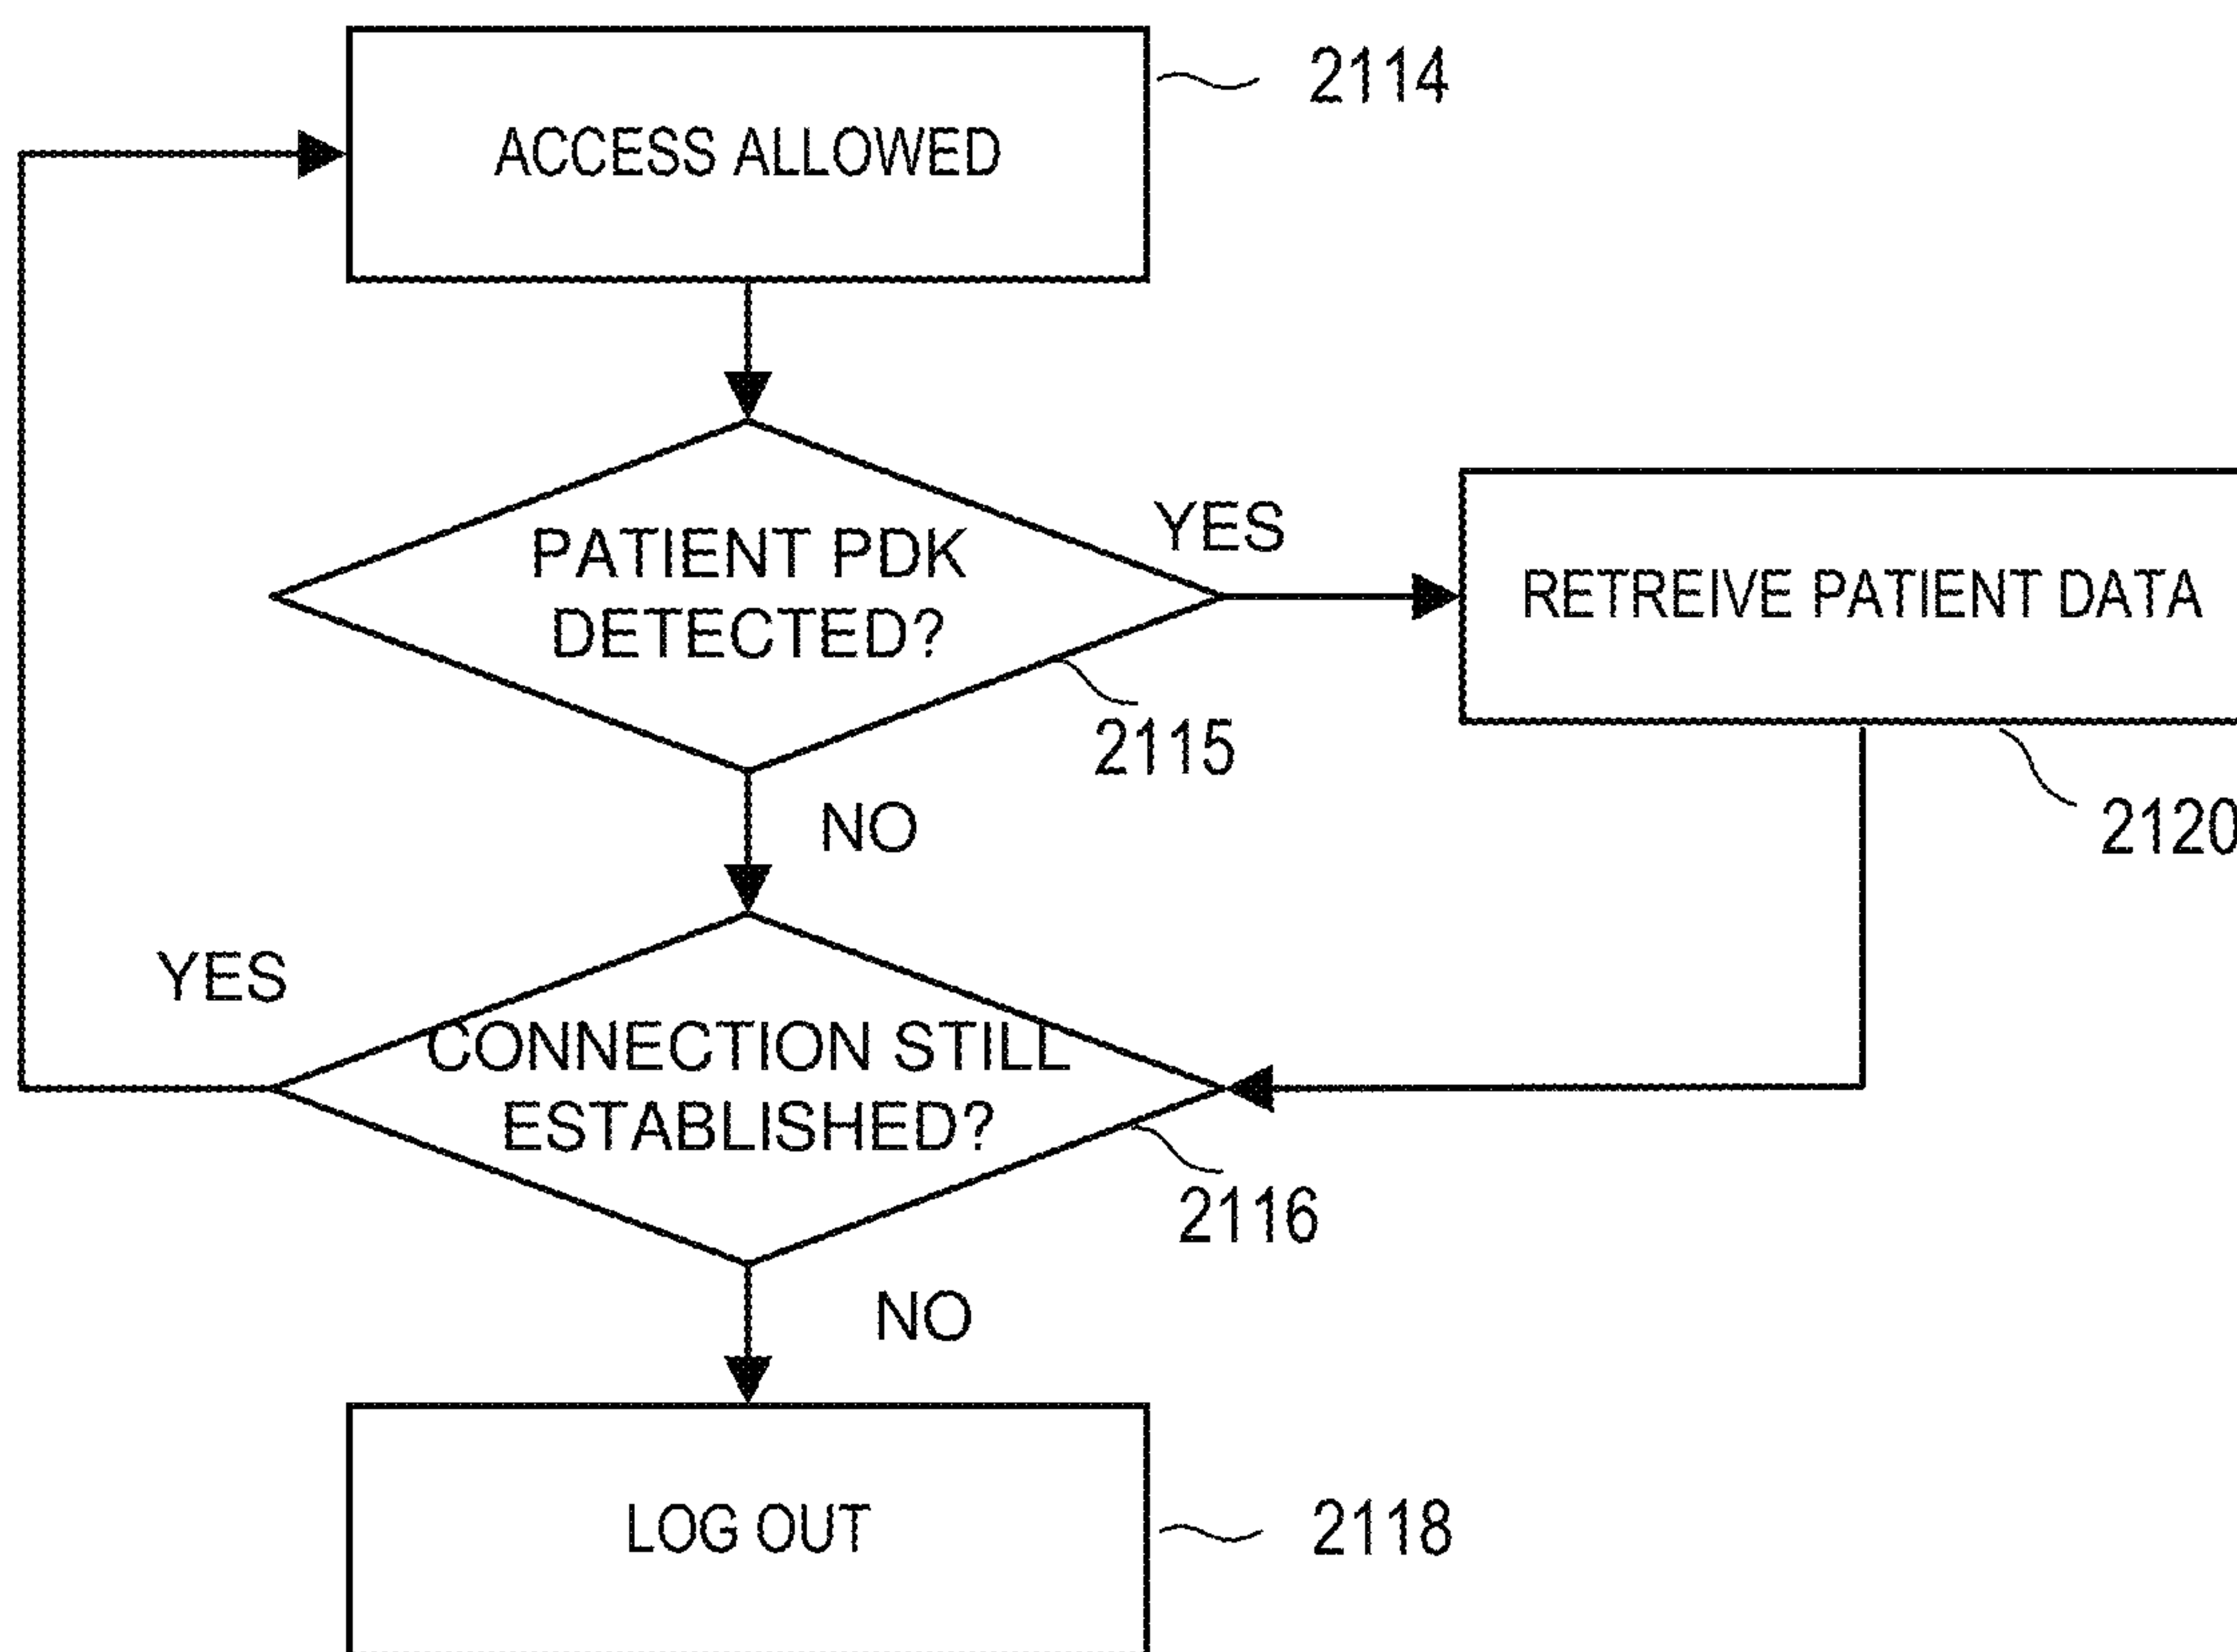 2114
ACCESS ALLOWED
YES
PATIENT PDK
DETECTED?
RETREIVE PATIENT DATA
2115
2120
NO
YES
CONNECTION STILL
ESTABLISHED?
2116
NO
LOG OUT
2118